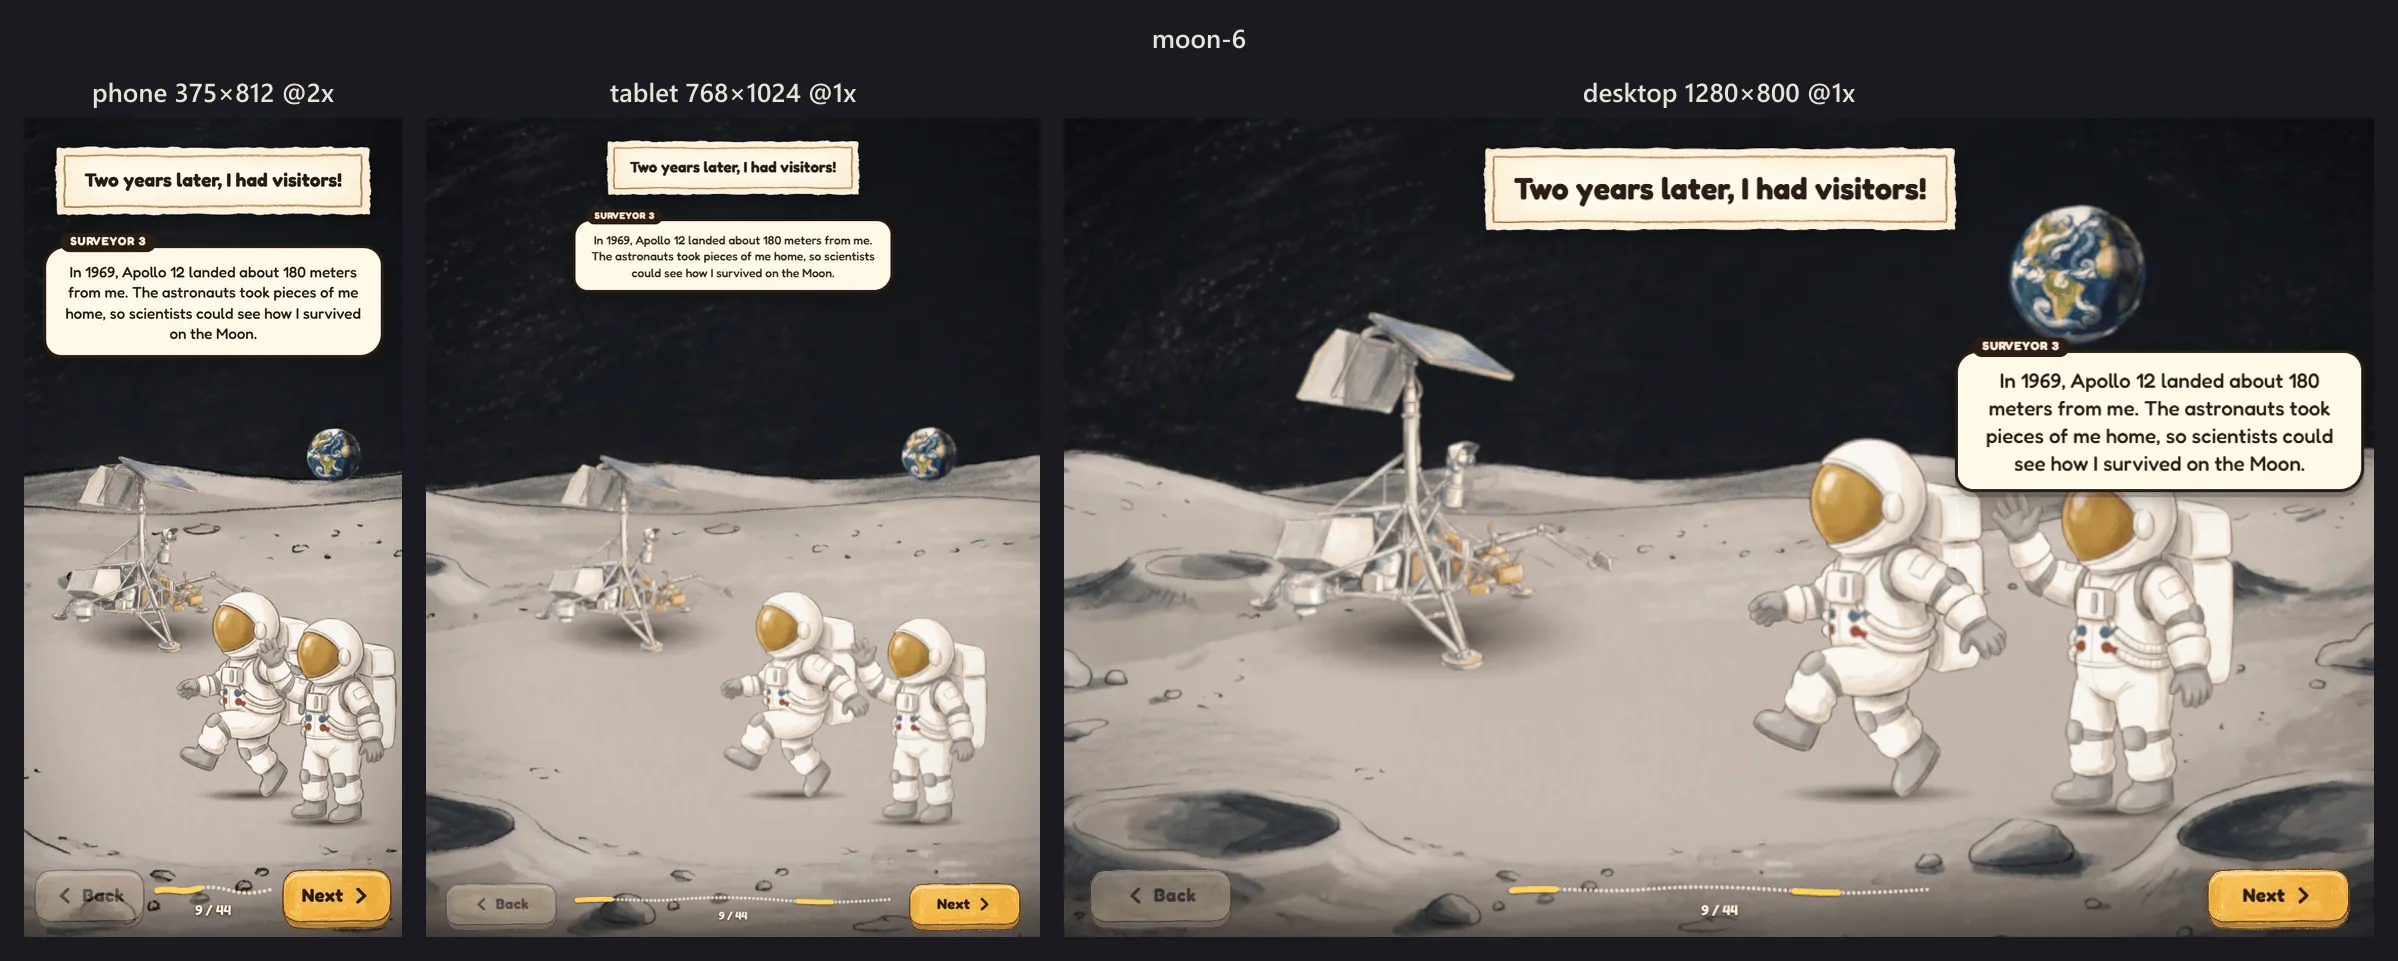 moon-6
phone 375×812 @2x
Two years later, I had visitors!
SURVEYOR 3
In 1969, Apollo 12 landed about 180 meters
from me. The astronauts took pieces of me
home, so scientists could see how I survived
on the Moon.
Back
9 / 44
Next
tablet 768×1024 @1x
Two years later, I had visitors!
SURVEYOR 3
In 1969, Apollo 12 landed about 180 meters from me.
The astronauts took pieces of me home, so scientists
could see how I survived on the Moon.
Back
9 / 44
Next
desktop 1280×800 @1x
Two years later, I had visitors!
SURVEYOR 3
In 1969, Apollo 12 landed about 180
meters from me. The astronauts took
pieces of me home, so scientists could
see how I survived on the Moon.
Back
9 / 44
Next